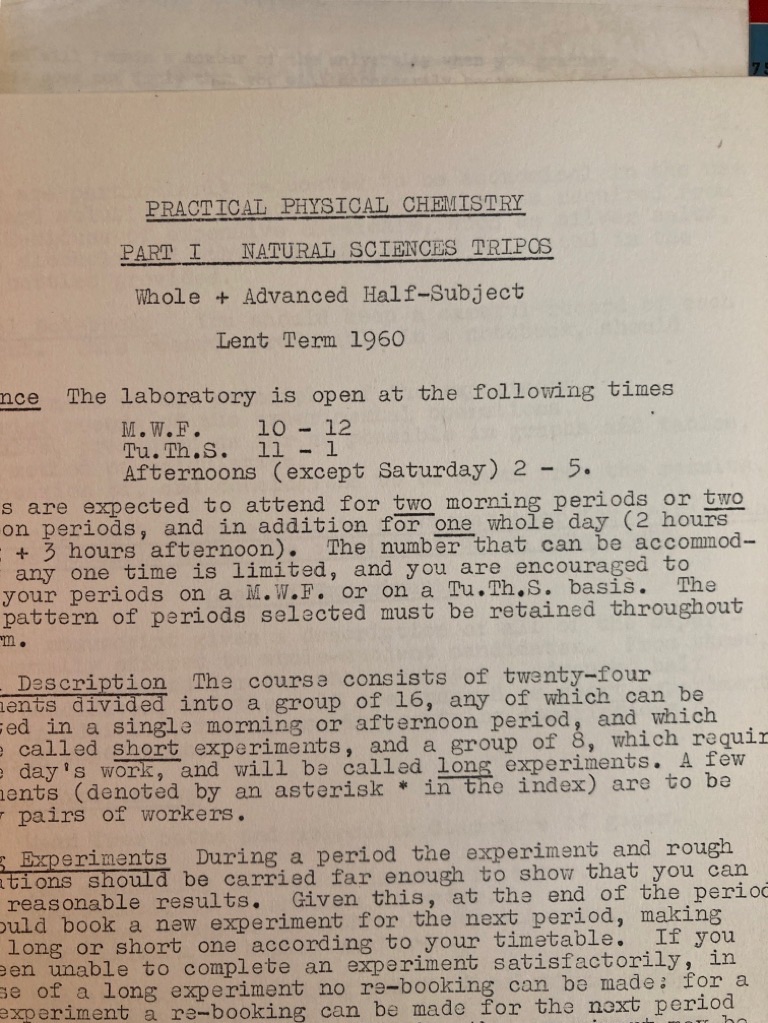 75
PRACTICAL PHYSICAL CHEMISTRY
PART I NATURAL SCIENCES TRIPOS
Whole + Advanced Half-Subject
Lent Term 1960
nce The laboratory is open at the following times
M.W.F. 10 - 12
Tu.Th.S. 11 - 1
Afternoons (except Saturday) 2 - 5.
s are expected to attend for two morning periods or two
on periods, and in addition for one whole day (2 hours
+ 3 hours afternoon). The number that can be accommod-
any one time is limited, and you are encouraged to
your periods on a M.W.F. or on a Tu.Th.S. basis. The
pattern of periods selected must be retained throughout
rm.
Description The course consists of twenty-four
ments divided into a group of 16, any of which can be
ted in a single morning or afternoon period, and which
e called short experiments, and a group of 8, which requir
e day's work, and will be called long experiments. A few
ments (denoted by an asterisk * in the index) are to be
y pairs of workers.
g Experiments During a period the experiment and rough
ations should be carried far enough to show that you can
reasonable results. Given this, at the end of the period
ould book a new experiment for the next period, making
long or short one according to your timetable. If you
een unable to complete an experiment satisfactorily, in
se of a long experiment no re-booking can be made; for a
experiment a re-booking can be made for the next period